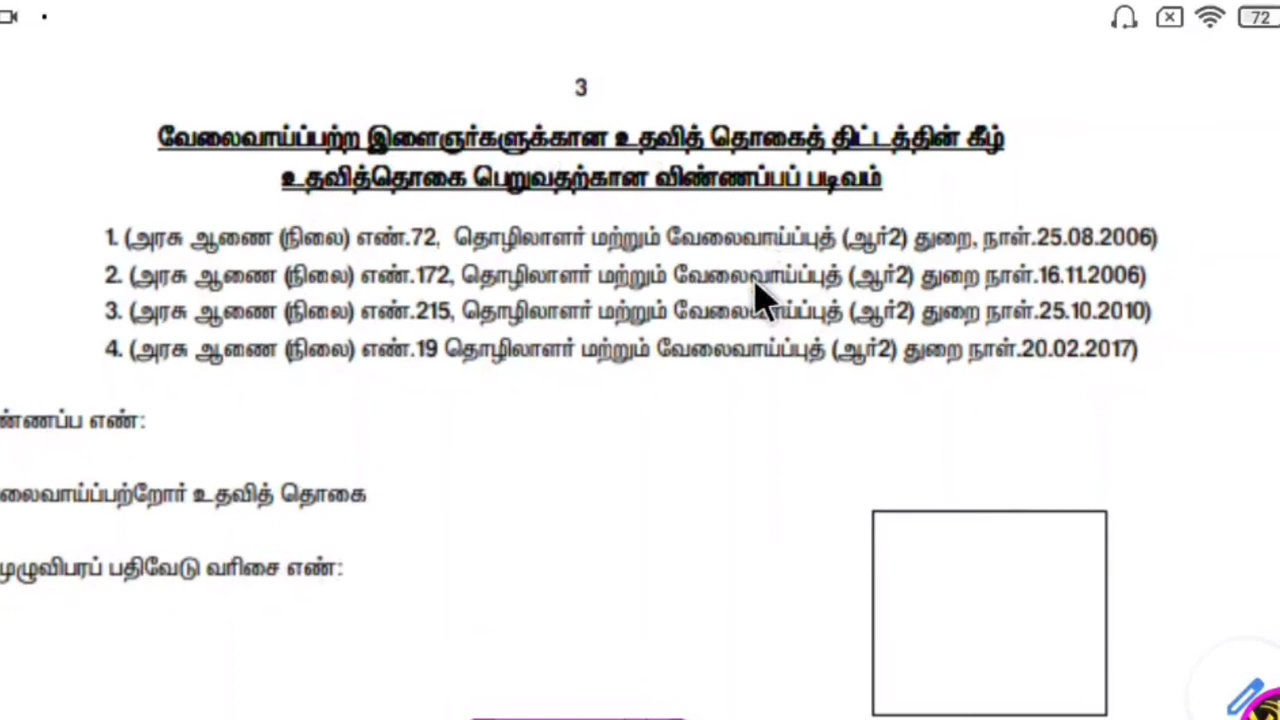 72
3
வேலைவாய்ப்பற்ற இளைஞர்களுக்கான உதவித் தொகைத் திட்டத்தின் கீழ்
உதவித்தொகை பெறுவதற்கான விண்ணப்பப் படிவம்
1. (அரசு ஆணை (நிலை) எண்.72, தொழிலாளர் மற்றும் வேலைவாய்ப்புத் (ஆர்2) துறை, நாள்.25.08.2006)
2. (அரசு ஆணை (நிலை) எண்.172, தொழிலாளர் மற்றும் வேலைவாய்ப்புத் (ஆர்2) துறை நாள்.16.11.2006)
3. (அரசு ஆணை (நிலை) எண்.215, தொழிலாளர் மற்றும் வேலைவாய்ப்புத் (ஆர்2) துறை நாள்.25.10.2010)
4. (அரசு ஆணை (நிலை) எண்.19 தொழிலாளர் மற்றும் வேலைவாய்ப்புத் (ஆர்2) துறை நாள்.20.02.2017)
ண்ணப்ப எண்:
லைவாய்ப்பற்றோர் உதவித் தொகை
முழுவிபரப் பதிவேடு வரிசை எண்: